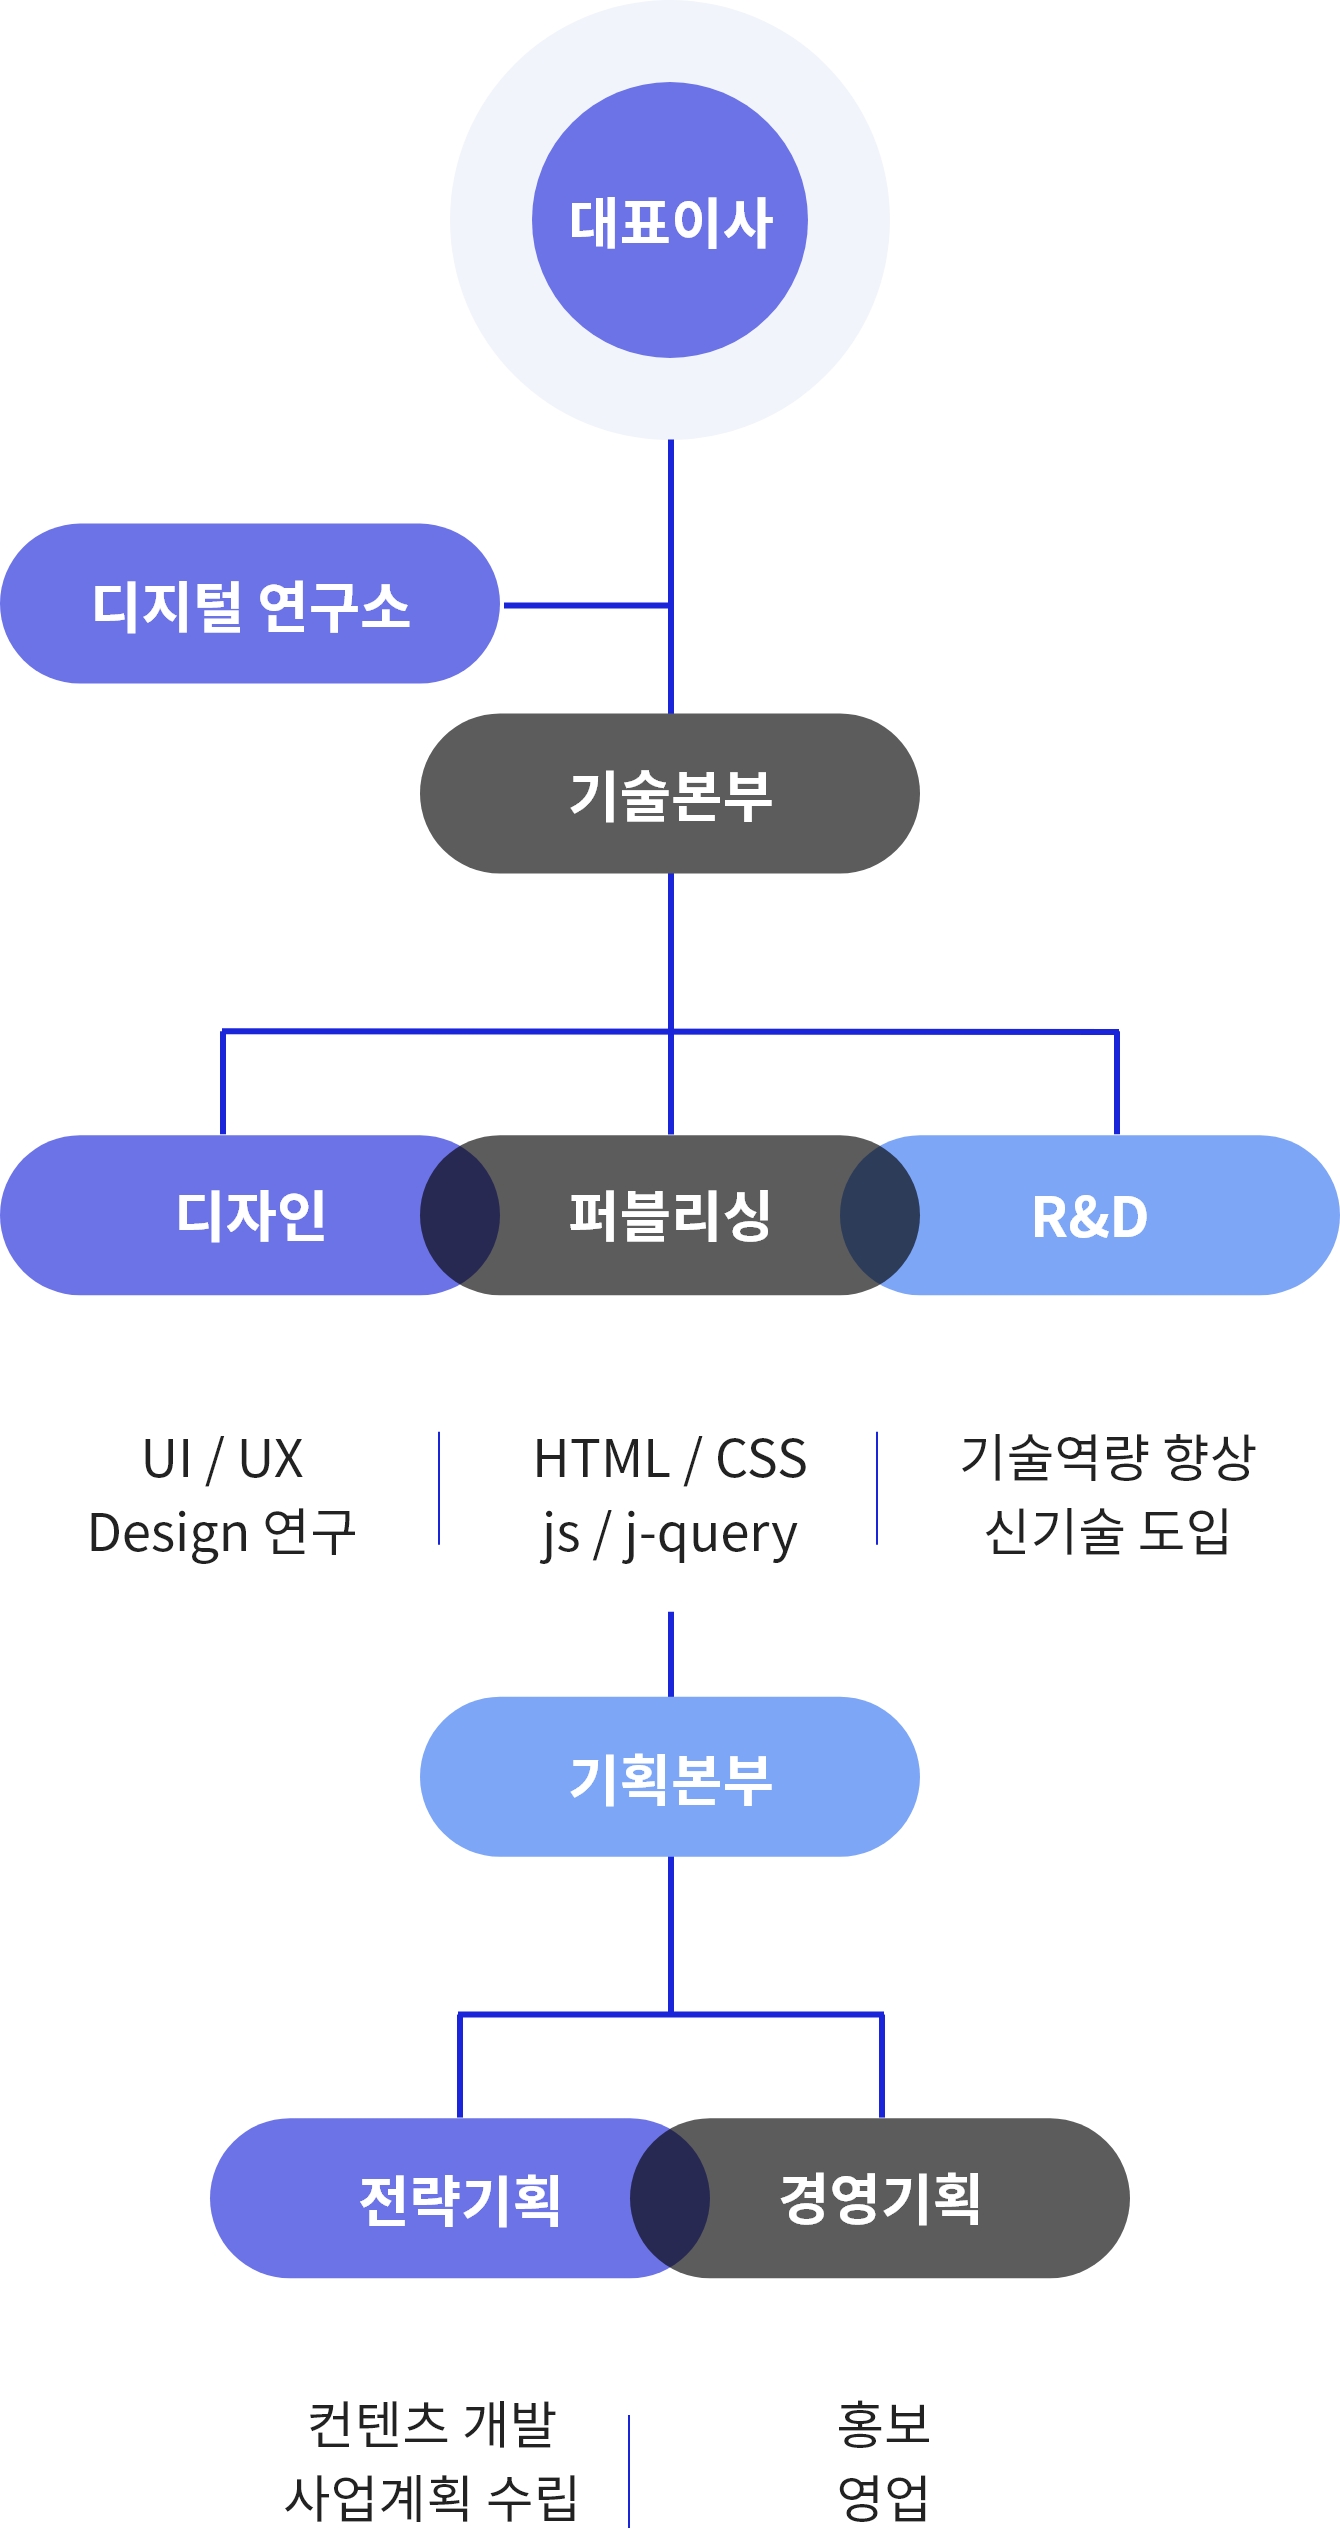 대표이사
디지털 연구소
기술본부
디자인
퍼블리싱
R&D
UI / UX
Design 연구
HTML / CSS
js / j-query
기술역량 향상
신기술 도입
기획본부
전략기획
경영기획
컨텐츠 개발
사업계획 수립
홍보
영업